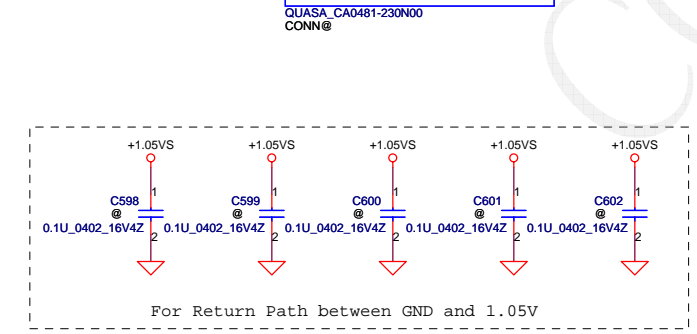 QUASA_CA0481-230N00
CONN@
+1.05VS +1.05VS +1.05VS +1.05VS +1.05VS
1 1 1 1 1
C598 C599 C600 C601 C602
@ @ @ @ @
0.1U_0402_16V4Z 0.1U_0402_16V4Z 0.1U_0402_16V4Z 0.1U_0402_16V4Z 0.1U_0402_16V4Z
2 2 2 2 2
For Return Path between GND and 1.05V